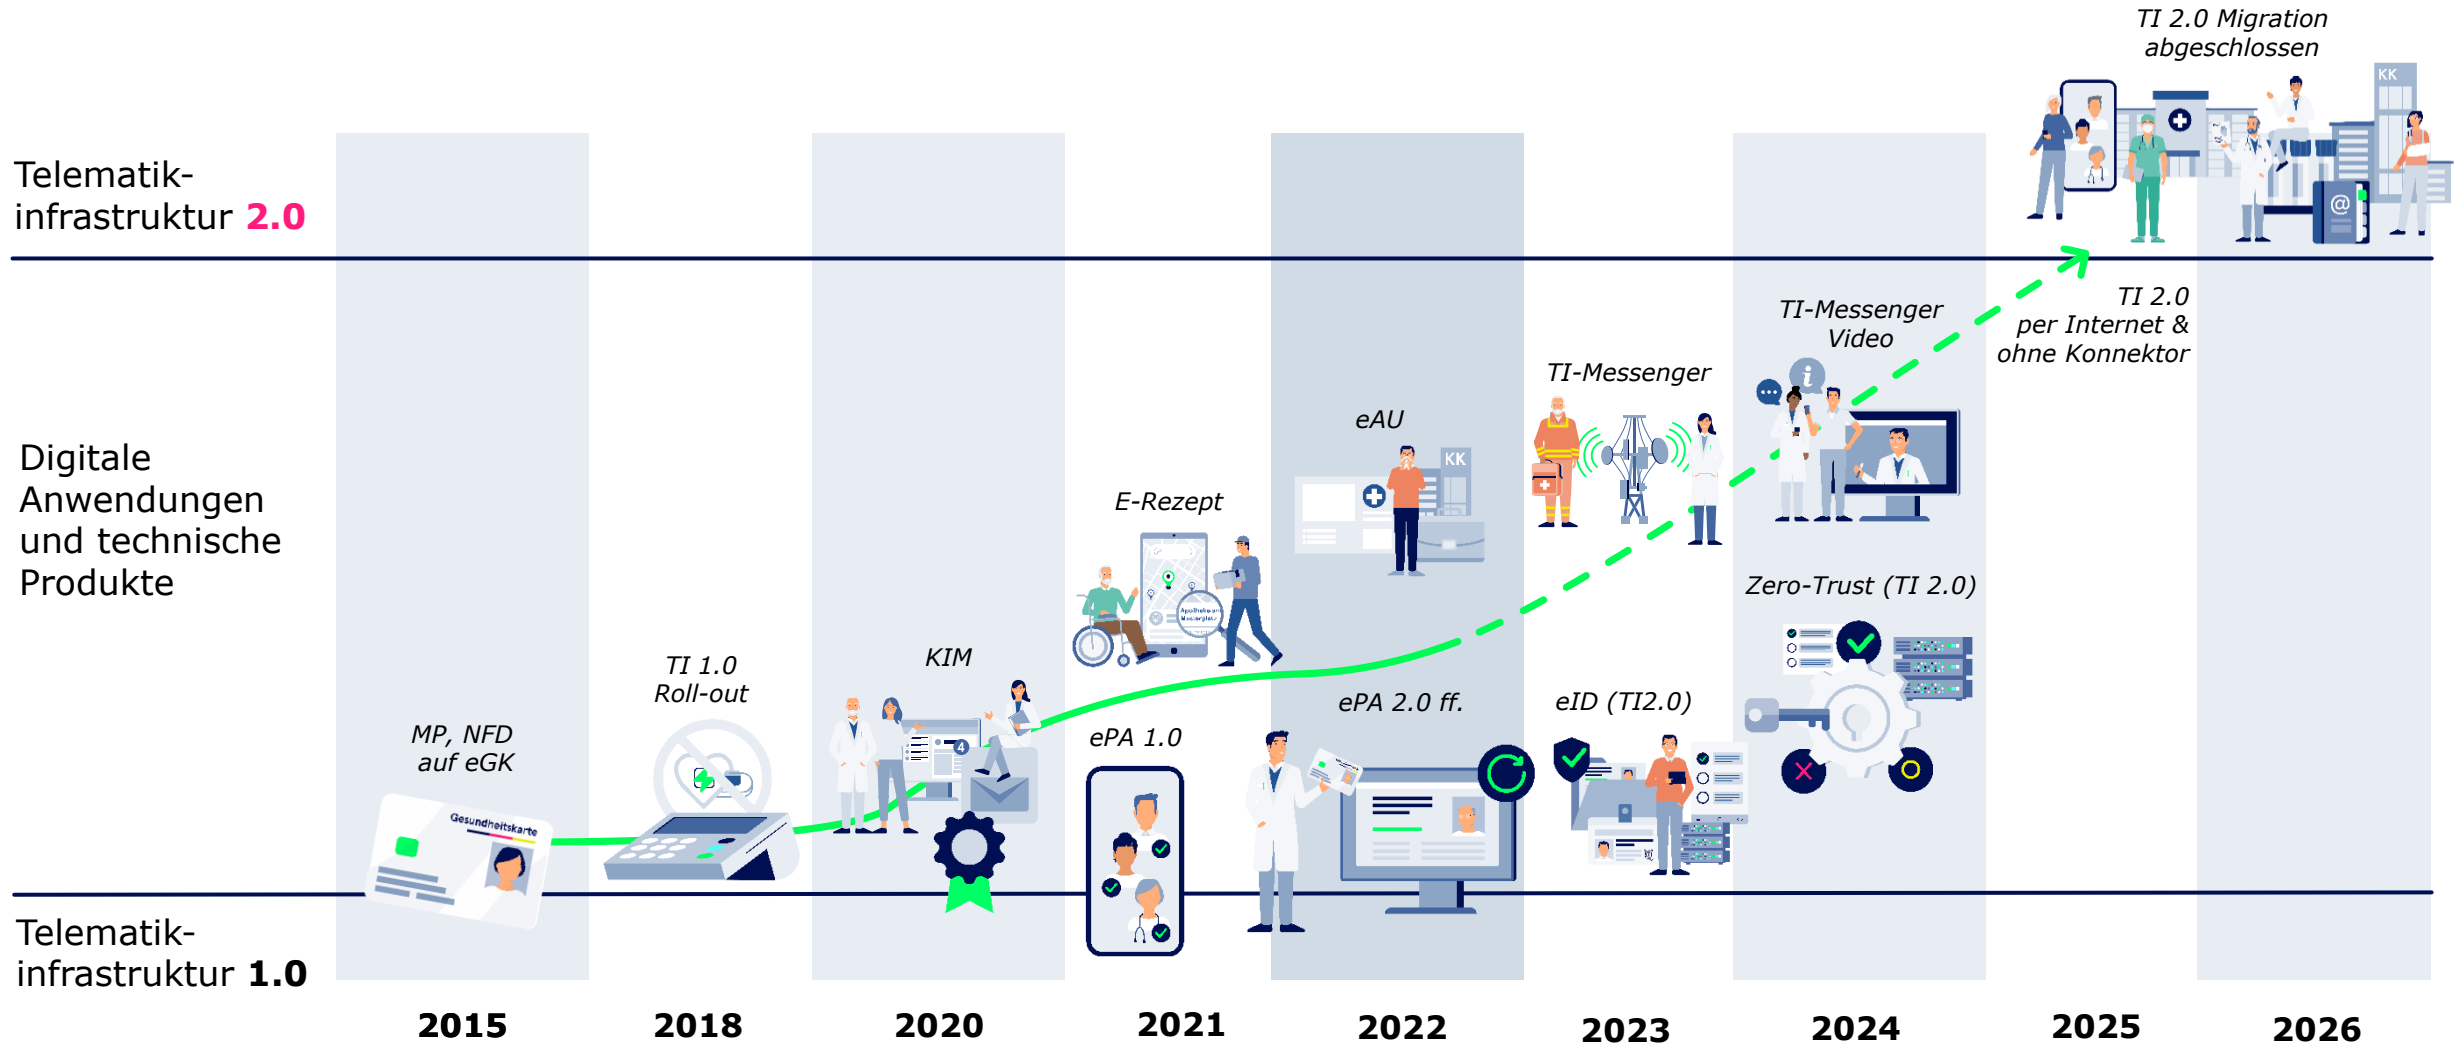 TI 2.0 Migration
abgeschlossen
KK
Telematik-
infrastruktur 2.0
@
TI 2.0
per Internet &
ohne Konnektor
TI-Messenger
Video
i
TI-Messenger
eAU
KK
E-Rezept
Digitale
Anwendungen
und technische
Produkte
Zero-Trust (TI 2.0)
KIM
4
TI 1.0
Roll-out
MP, NFD
auf eGK
Gesundheitskarte
ePA 1.0
ePA 2.0 ff.
eID (TI2.0)
Telematik-
infrastruktur 1.0
2015
2018
2020
2021
2022
2023
2024
2025
2026